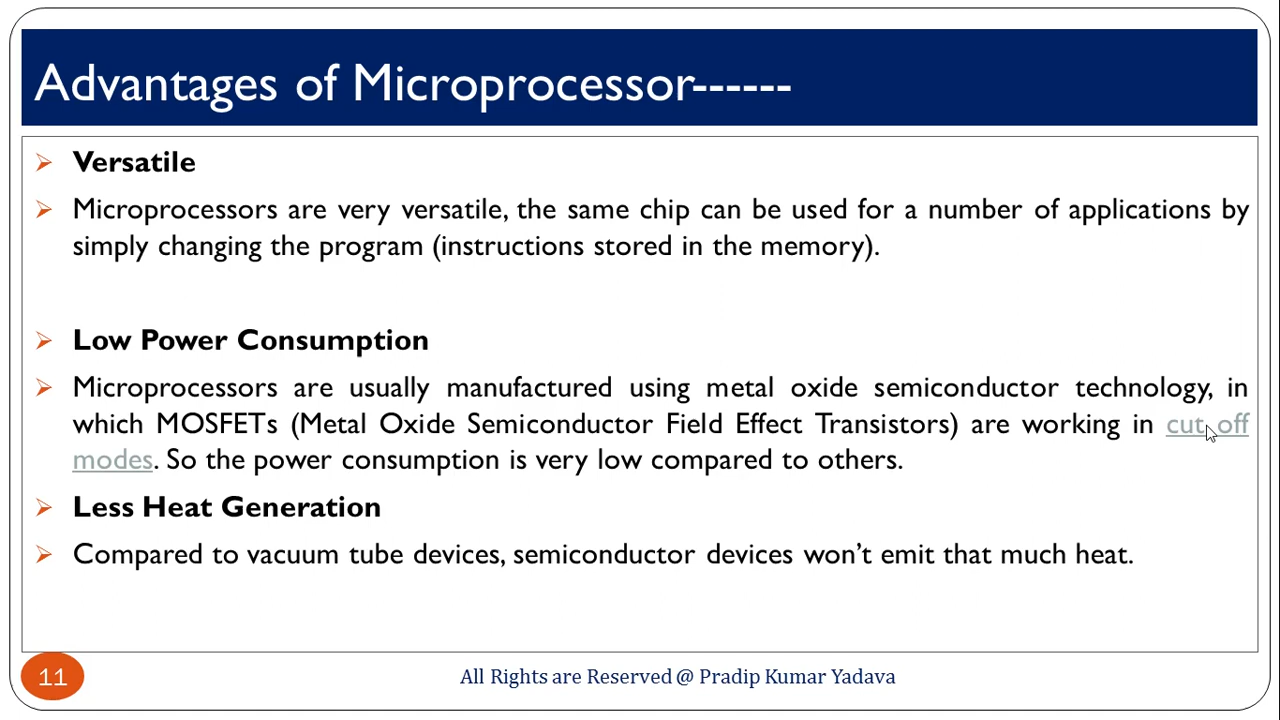 Advantages of Microprocessor------
Versatile
Microprocessors are very versatile, the same chip can be used for a number of applications by
simply changing the program (instructions stored in the memory).
Low Power Consumption
Microprocessors are usually manufactured using metal oxide semiconductor technology, in
which MOSFETs (Metal Oxide Semiconductor Field Effect Transistors) are working in cut off
modes. So the power consumption is very low compared to others.
Less Heat Generation
Compared to vacuum tube devices, semiconductor devices won’t emit that much heat.
11
All Rights are Reserved @ Pradip Kumar Yadava